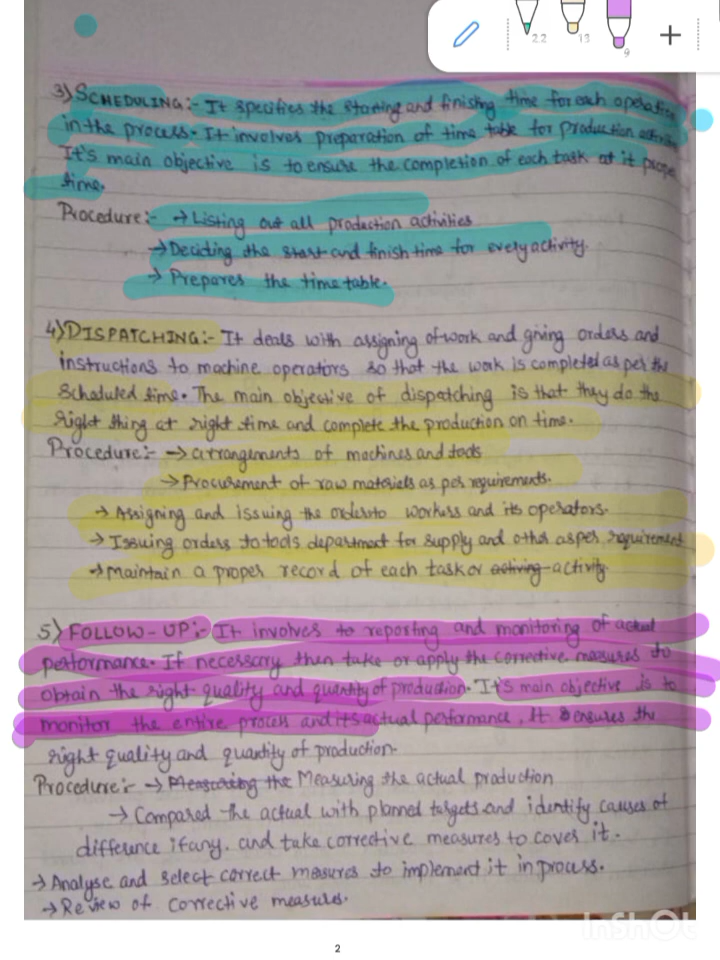 22
13
9
3) SCHEDULING:- It specifies the starting and finishing time for each operation
in the process. It involves preparation of time table for production
It's main objective is to ensure the completion of each task at it proper
time.
Procedure:- → Listing out all production activities
→ Deciding the start and finish time for every activity.
→ Prepares the time table.
4) DISPATCHING:- It deals with assigning of work and giving orders and
instructions to machine operators so that the work is completed as per the
Scheduled time. The main objective of dispatching is that they do the
right thing at right time and complete the production on time.
Procedure:- → arrangements of machines and tools
→ Procurement of raw materials as per requirements.
→ Assigning and issuing the orders to workers and its operators.
→ Issuing orders to tools department for supply and other as per requirement
→ Maintain a proper record of each task or activing activity.
5) FOLLOW-UP:- It involves to reporting and monitoring of actual
performance. If necessary then take or apply the corrective measures to
obtain the right quality and quantity of production. It's main objective is to
monitor the entire process and its actual performance, It ensures the
right quality and quantity of production.
Procedure:- → Measuring the Measuring the actual production
→ Compared the actual with planned targets and identify causes of
difference if any. and take corrective measures to cover it.
→ Analyse and select correct measures to implement it in process.
→ Review of corrective measures.
InShOt
2